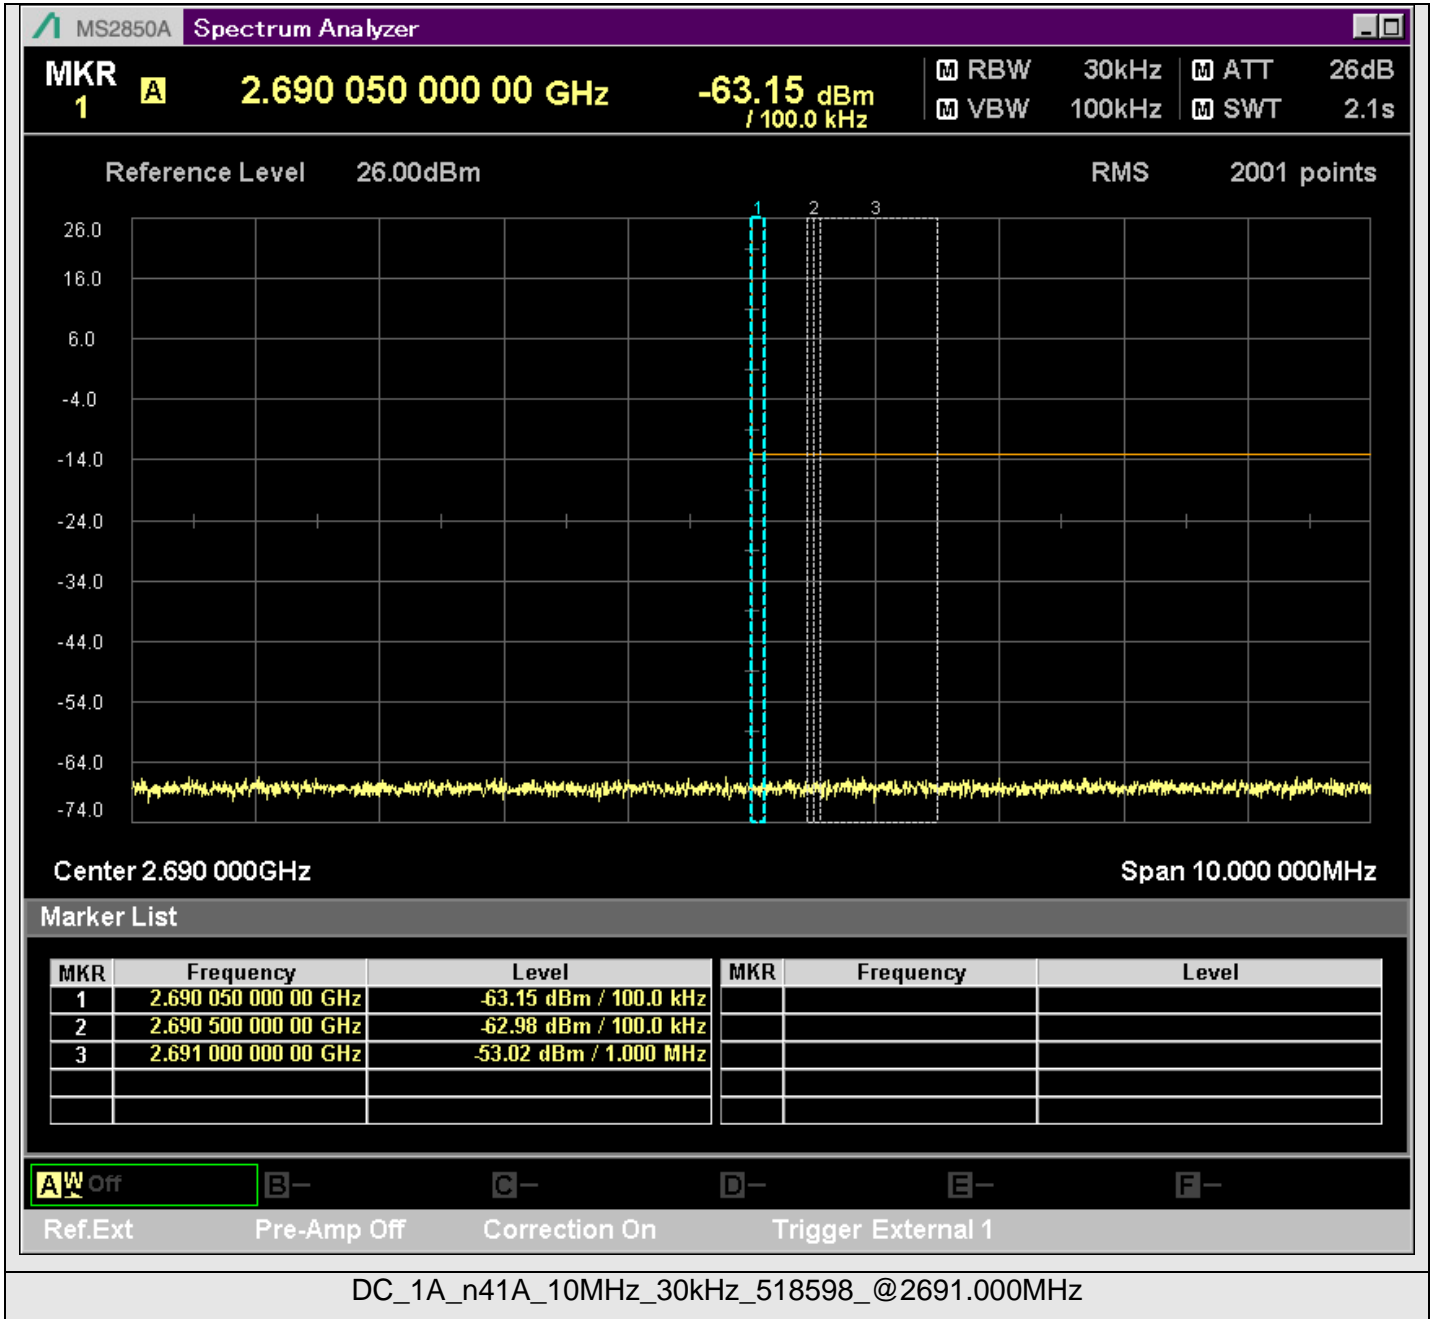 MS2850A Spectrum Analyzer
MKR 1 A 2.690 050 000 00 GHz -63.15 dBm / 100.0 kHz
M RBW 30kHz M ATT 26dB
M VBW 100kHz M SWT 2.1s
Reference Level 26.00dBm RMS 2001 points
1 2 3
26.0
16.0
6.0
-4.0
-14.0
-24.0
-34.0
-44.0
-54.0
-64.0
-74.0
Center 2.690 000GHz Span 10.000 000MHz
Marker List
MKR Frequency Level MKR Frequency Level
1 2.690 050 000 00 GHz -63.15 dBm / 100.0 kHz
2 2.690 500 000 00 GHz -62.98 dBm / 100.0 kHz
3 2.691 000 000 00 GHz -53.02 dBm / 1.000 MHz
A W Off B － C － D － E － F －
Ref.Ext Pre-Amp Off Correction On Trigger External 1
DC_1A_n41A_10MHz_30kHz_518598_@2691.000MHz